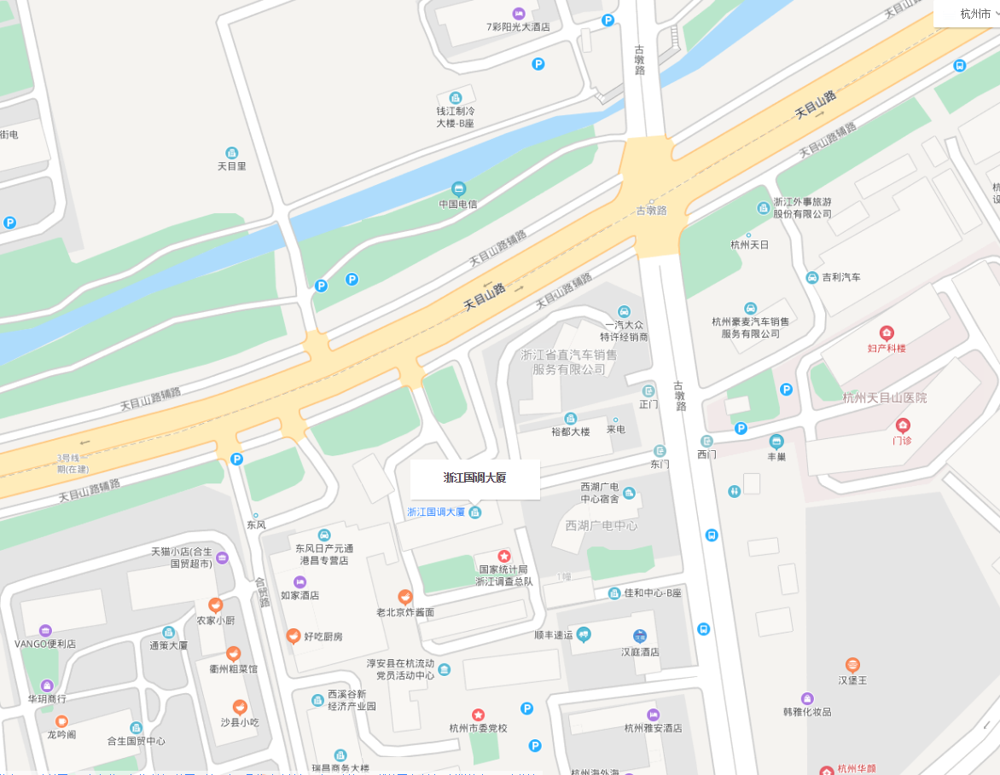 杭州市
天目山路
7彩阳光大酒店
古墩路
天目山路
钱江制冷
大楼-B座
街电
天目里
天目山路辅路
中国电信
古墩路
浙江外事旅游
股份有限公司
杭州天目
天目山路辅路
天目山路
天目山路辅路
吉利汽车
一汽大众
特许经销商
杭州豪麦汽车销售
服务有限公司
妇产科楼
浙江省直汽车销售
服务有限公司
天目山路辅路
正门
古墩路
杭州天目山医院
裕都大楼
来电
门诊
3号线一
期(在建)
东门
西门
丰巢
浙江国调大厦
天目山路辅路
西湖广电
中心宿舍
浙江国调大厦
东风
西湖广电中心
天猫小店(合生
国贸超市)
东风日产元通
港昌专营店
国家统计局
浙江调查总队
1幢
合贸路
如家酒店
佳和中心-B座
农家小厨
老北京炸酱面
VANGO便利店
通策大厦
好吃厨房
顺丰速运
汉庭酒店
衢州粗菜馆
淳安县在杭流动
党员活动中心
汉堡王
华玥商行
西溪谷新
经济产业园
韩雅化妆品
沙县小吃
龙吟阁
合生国贸中心
杭州市委党校
杭州雅安酒店
瑞昌商务大楼
杭州海外海
杭州华颜